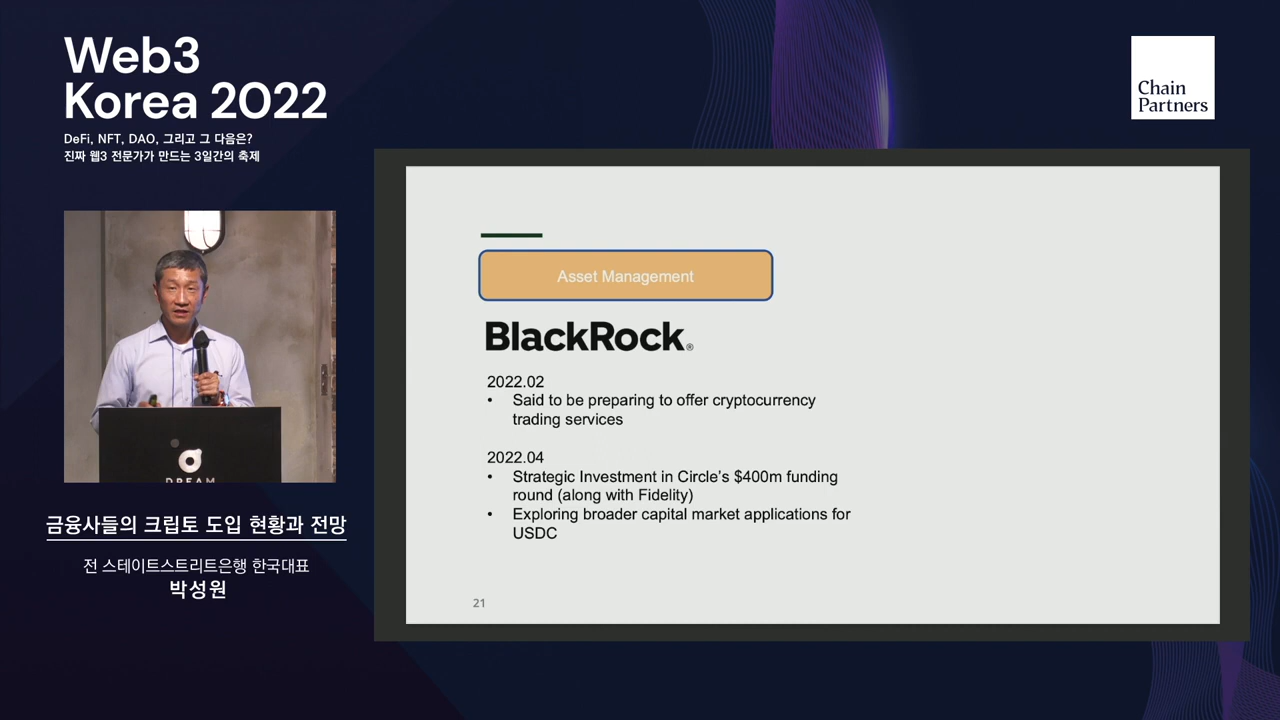 Web3
Korea 2022
DeFi, NFT, DAO, 그리고 그 다음은?
진짜 웹3 전문가가 만드는 3일간의 축제
Chain
Partners
Asset Management
BlackRock®
2022.02
• Said to be preparing to offer cryptocurrency
trading services
2022.04
• Strategic Investment in Circle's $400m funding
round (along with Fidelity)
• Exploring broader capital market applications for
USDC
21
DREAM
금융사들의 크립토 도입 현황과 전망
전 스테이트스트리트은행 한국대표
박성원